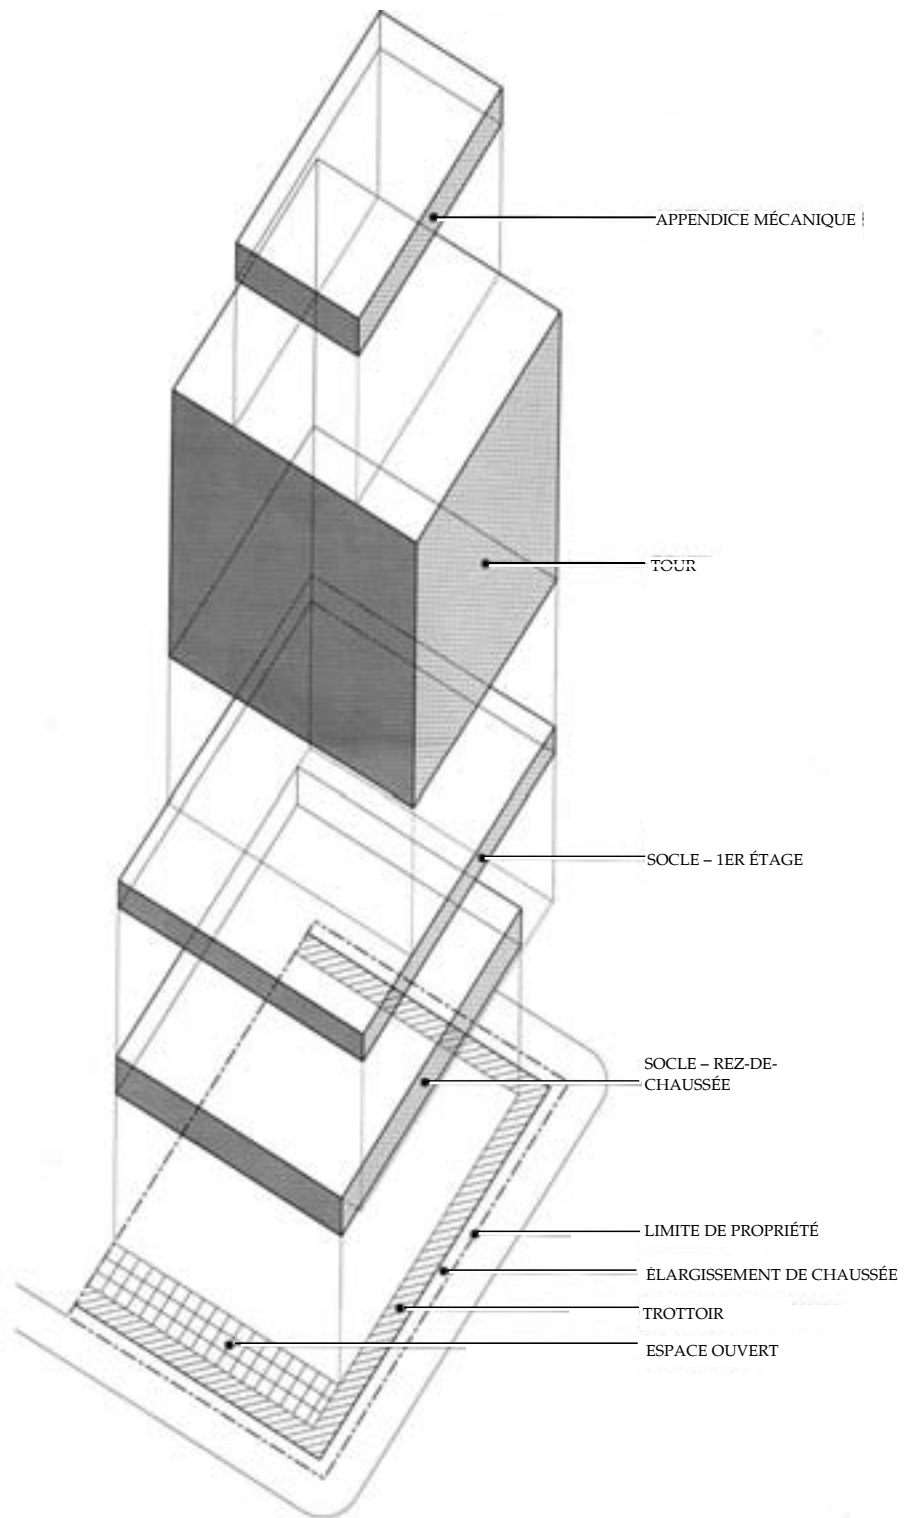 APPENDICE MÉCANIQUE
TOUR
SOCLE – 1ER ÉTAGE
SOCLE – REZ-DE-
CHAUSSÉE
LIMITE DE PROPRIÉTÉ
ÉLARGISSEMENT DE CHAUSSÉE
TROTTOIR
ESPACE OUVERT